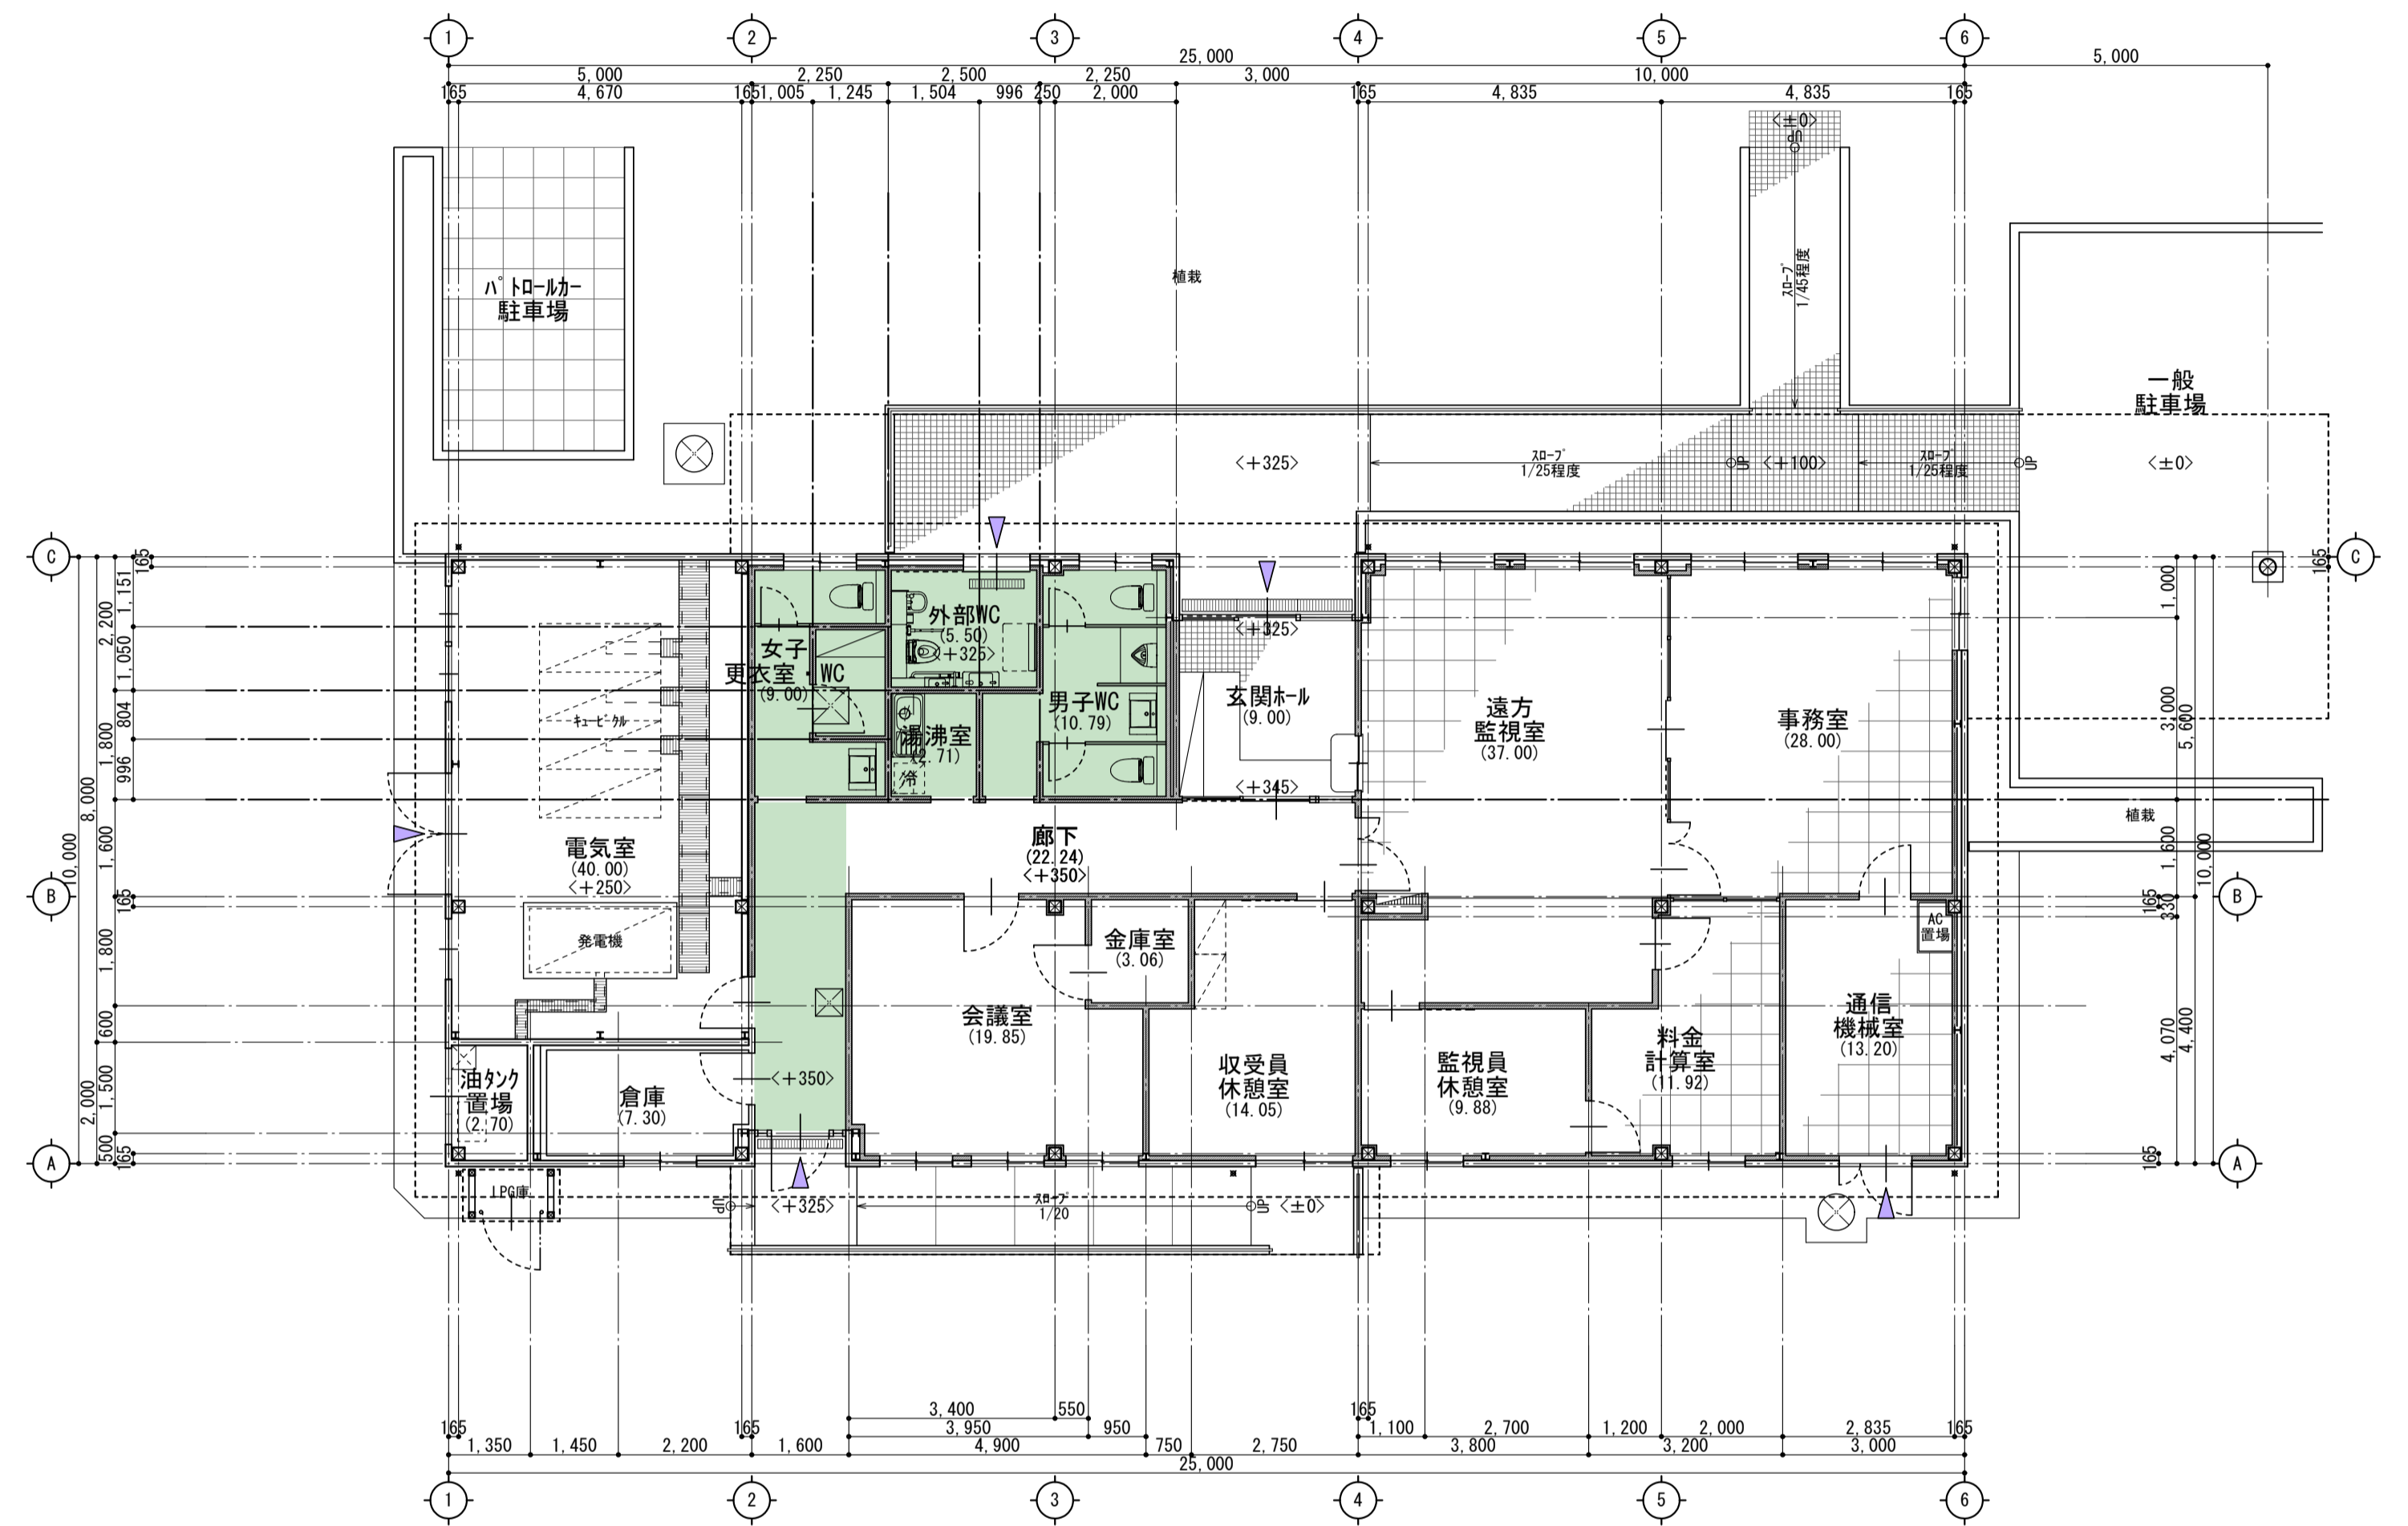 1 2 3 4 5 6
25,000 5,000
5,000 2,250 2,500 2,250 3,000 10,000
165 4,670 165 1,005 1,245 1,504 996 250 2,000 165 4,835 4,835 165
<±0>
UP
ﾊﾟﾄﾛｰﾙｶｰ
駐車場
植栽
ｽﾛｰﾌﾟ
1/45程度
一般
駐車場
<+325>
ｽﾛｰﾌﾟ
1/25程度
UP
<+100>
ｽﾛｰﾌﾟ
1/25程度
UP
<±0>
C
C
165
1,151
2,200
1,050
804
1,800
996
8,000
10,000
1,600
165
1,800
600
1,500
2,000
500
165
165
1,000
3,000
5,600
1,600
10,000
165
330
4,070
4,400
165
外部WC
(5.50)
<+325>
女子
更衣室 WC
(9.00)
男子WC
(10.79)
湯沸室
(2.71)
冷
<+325>
玄関ﾎｰﾙ
(9.00)
<+345>
遠方
監視室
(37.00)
事務室
(28.00)
ｷｭｰﾋﾞｸﾙ
植栽
電気室
(40.00)
<+250>
廊下
(22.24)
<+350>
B
B
発電機
金庫室
(3.06)
AC
置場
会議室
(19.85)
通信
機械室
(13.20)
料金
計算室
(11.92)
収受員
休憩室
(14.05)
監視員
休憩室
(9.88)
<+350>
油ﾀﾝｸ
置場
(2.70)
倉庫
(7.30)
A
A
LPG庫
UP
<+325>
ｽﾛｰﾌﾟ
1/20
UP
<±0>
3,400 550 165
165 165 3,950 950 1,100 2,700 1,200 2,000 2,835 165
1,350 1,450 2,200 1,600 4,900 750 2,750 3,800 3,200 3,000
25,000
1 2 3 4 5 6